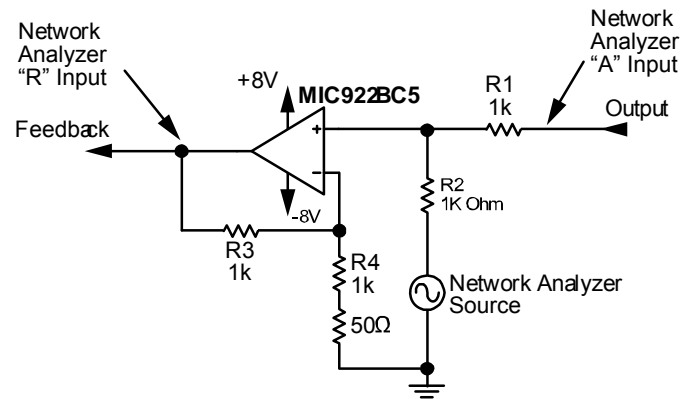 Network
Analyzer
“R” Input
Network
Analyzer
“A” Input
+8V
MIC922BC5
R1
1k
Output
Feedback
+
-
-8V
R2
1K Ohm
R3
1k
R4
1k
50Ω
Network Analyzer
Source